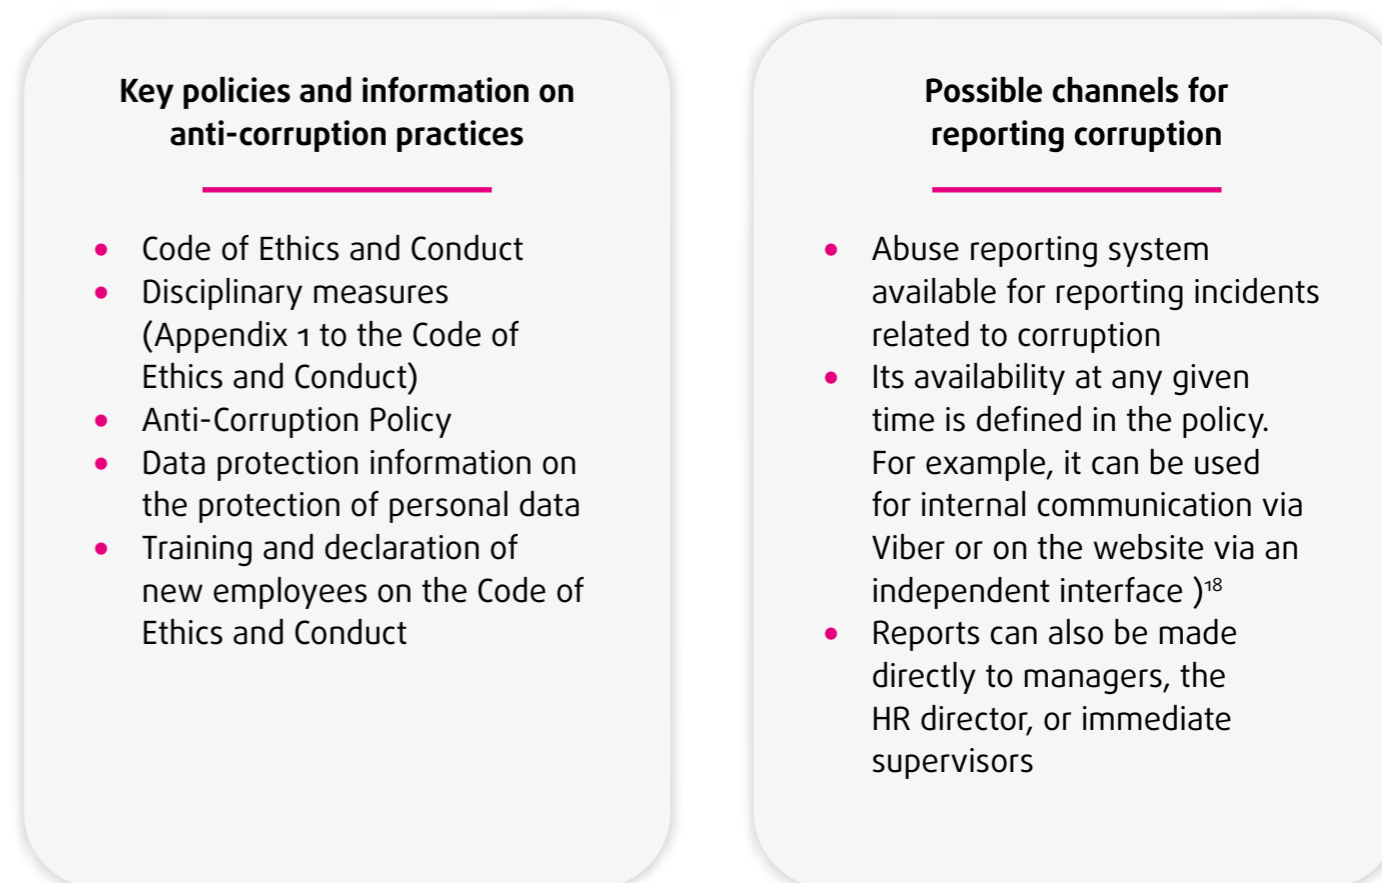 Key policies and information on
anti-corruption practices
• Code of Ethics and Conduct
• Disciplinary measures
(Appendix 1 to the Code of
Ethics and Conduct)
• Anti-Corruption Policy
• Data protection information on
the protection of personal data
• Training and declaration of
new employees on the Code of
Ethics and Conduct
Possible channels for
reporting corruption
• Abuse reporting system
available for reporting incidents
related to corruption
• Its availability at any given
time is defined in the policy.
For example, it can be used
for internal communication via
Viber or on the website via an
independent interface )¹⁸
• Reports can also be made
directly to managers, the
HR director, or immediate
supervisors